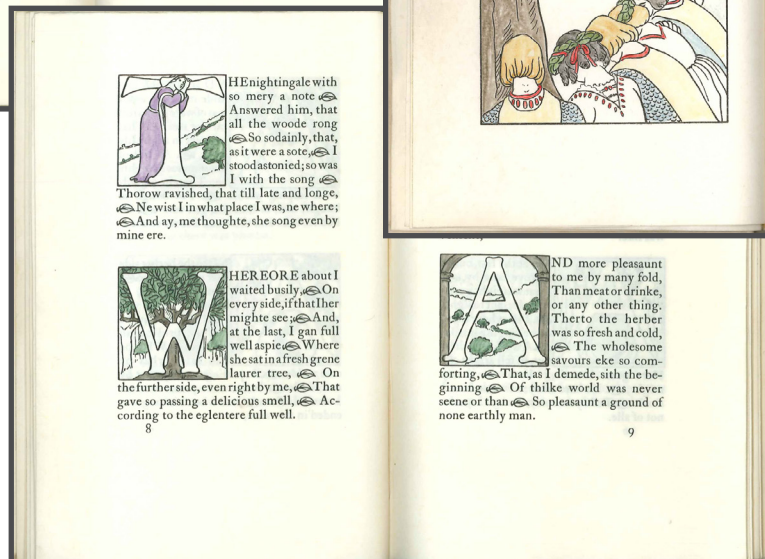 THE nightingale with
so mery a note
Answered him, that
all the woode rong
So sodainly, that,
as it were a sote, I
stood astonied; so was
I with the song
Thorow ravished, that till late and longe,
Ne wist I in what place I was, ne where;
And ay, me thoughte, she song even by
mine ere.
WHEREORE about I
waited busily, On
every side, if that I her
mighte see; And,
at the last, I gan full
well aspie Where
she sat in a fresh grene
laurer tree, On
the further side, even right by me, That
gave so passing a delicious smell, Ac-
cording to the eglentere full well.
8
AND more pleasaunt
to me by many fold,
Than meat or drinke,
or any other thing.
Therto the herber
was so fresh and cold,
The wholesome
savours eke so com-
forting, That, as I demede, sith the be-
ginning Of thilke world was never
seene or than So pleasaunt a ground of
none earthly man.
9